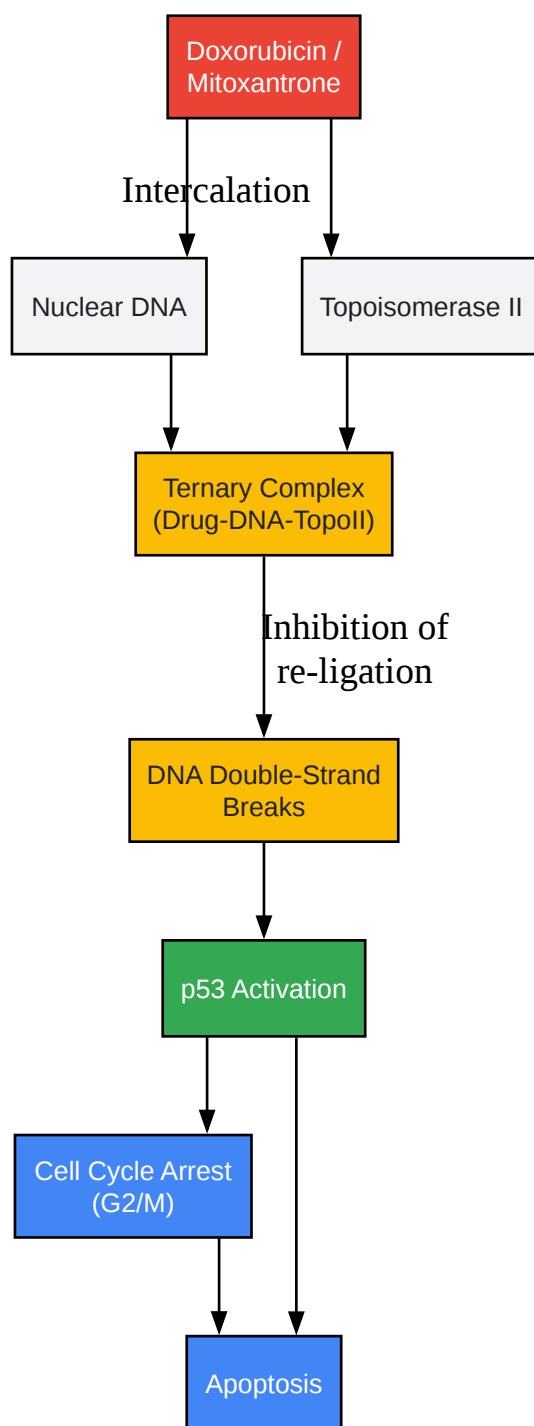 Doxorubicin /
Mitoxantrone
Intercalation
Nuclear DNA
Topoisomerase II
Ternary Complex
(Drug-DNA-TopoII)
Inhibition of
re-ligation
DNA Double-Strand
Breaks
p53 Activation
Cell Cycle Arrest
(G2/M)
Apoptosis